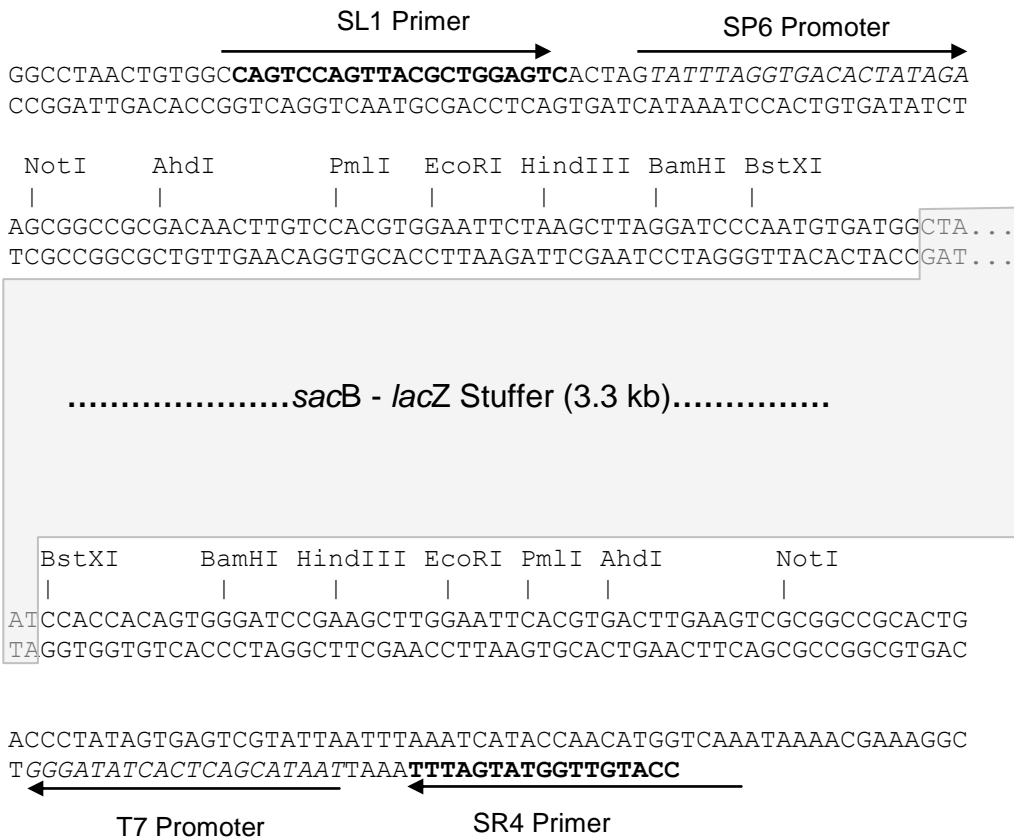 SL1 Primer SP6 Promoter
GGCCTAACTGTGGCCAGTCCAGTTACGCTGGAGTCACTAGTATTTAGGTGACACTATAGA
CCGGATTGACACCGGTCAGGTCAATGCGACCTCAGTGATCATAAATCCACTGTGATATCT
NotI AhdI PmlI EcoRI HindIII BamHI BstXI
| | | | | | |
AGCGGCCGCGACAACTTGTCCACGTGGAATTCTAAGCTTAGGATCCCAATGTGATGGCTA...
TCGCCGGCGCTGTTGAACAGGTGCACCTTAAGATTCGAATCCTAGGGTTACACTACCGAT...
.....................sacB - lacZ Stuffer (3.3 kb)...............
BstXI BamHI HindIII EcoRI PmlI AhdI NotI
| | | | | | |
ATCCACCACAGTGGGATCCGAAGCTTGGAATTCACGTGACTTGAAGTCGCGGCCGCACTG
TAGGTGGTGTCACCCTAGGCTTCGAACCTTAAGTGCACTGAACTTCAGCGCCGGCGTGAC
ACCCTATAGTGAGTCGTATTAATTTAAATCATACCAACATGGTCAAATAAAACGAAAGGC
TGGGATATCACTCAGCATAATTAAATTTAGTATGGTTGTACC
T7 Promoter SR4 Primer